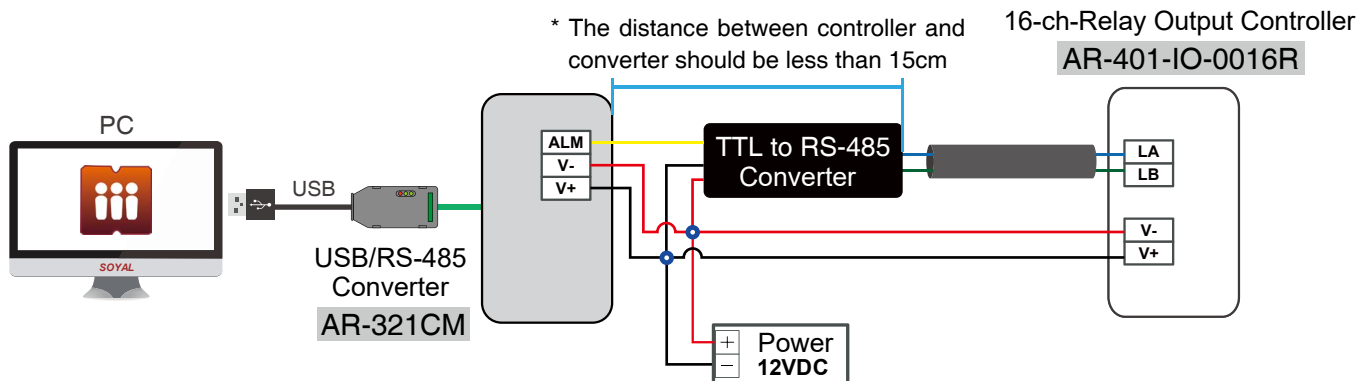 * The distance between controller and
converter should be less than 15cm
16-ch-Relay Output Controller
AR-401-IO-0016R
PC
SOYAL
USB
USB/RS-485
Converter
AR-321CM
ALM
V-
V+
TTL to RS-485
Converter
LA
LB
V-
V+
+ Power
− 12VDC